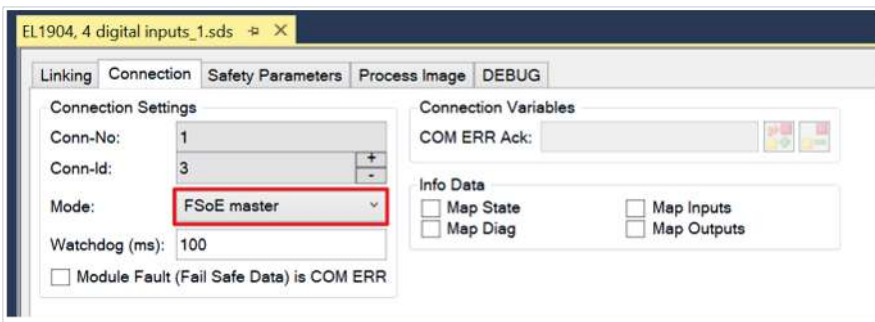 EL1904, 4 digital inputs_1.sds
Linking Connection Safety Parameters Process Image DEBUG
Connection Settings
Conn-No: 1
Conn-Id: 3
+
-
Mode: FSoE master
Watchdog (ms): 100
Module Fault (Fail Safe Data) is COM ERR
Connection Variables
COM ERR Ack:
Info Data
Map State Map Inputs
Map Diag Map Outputs